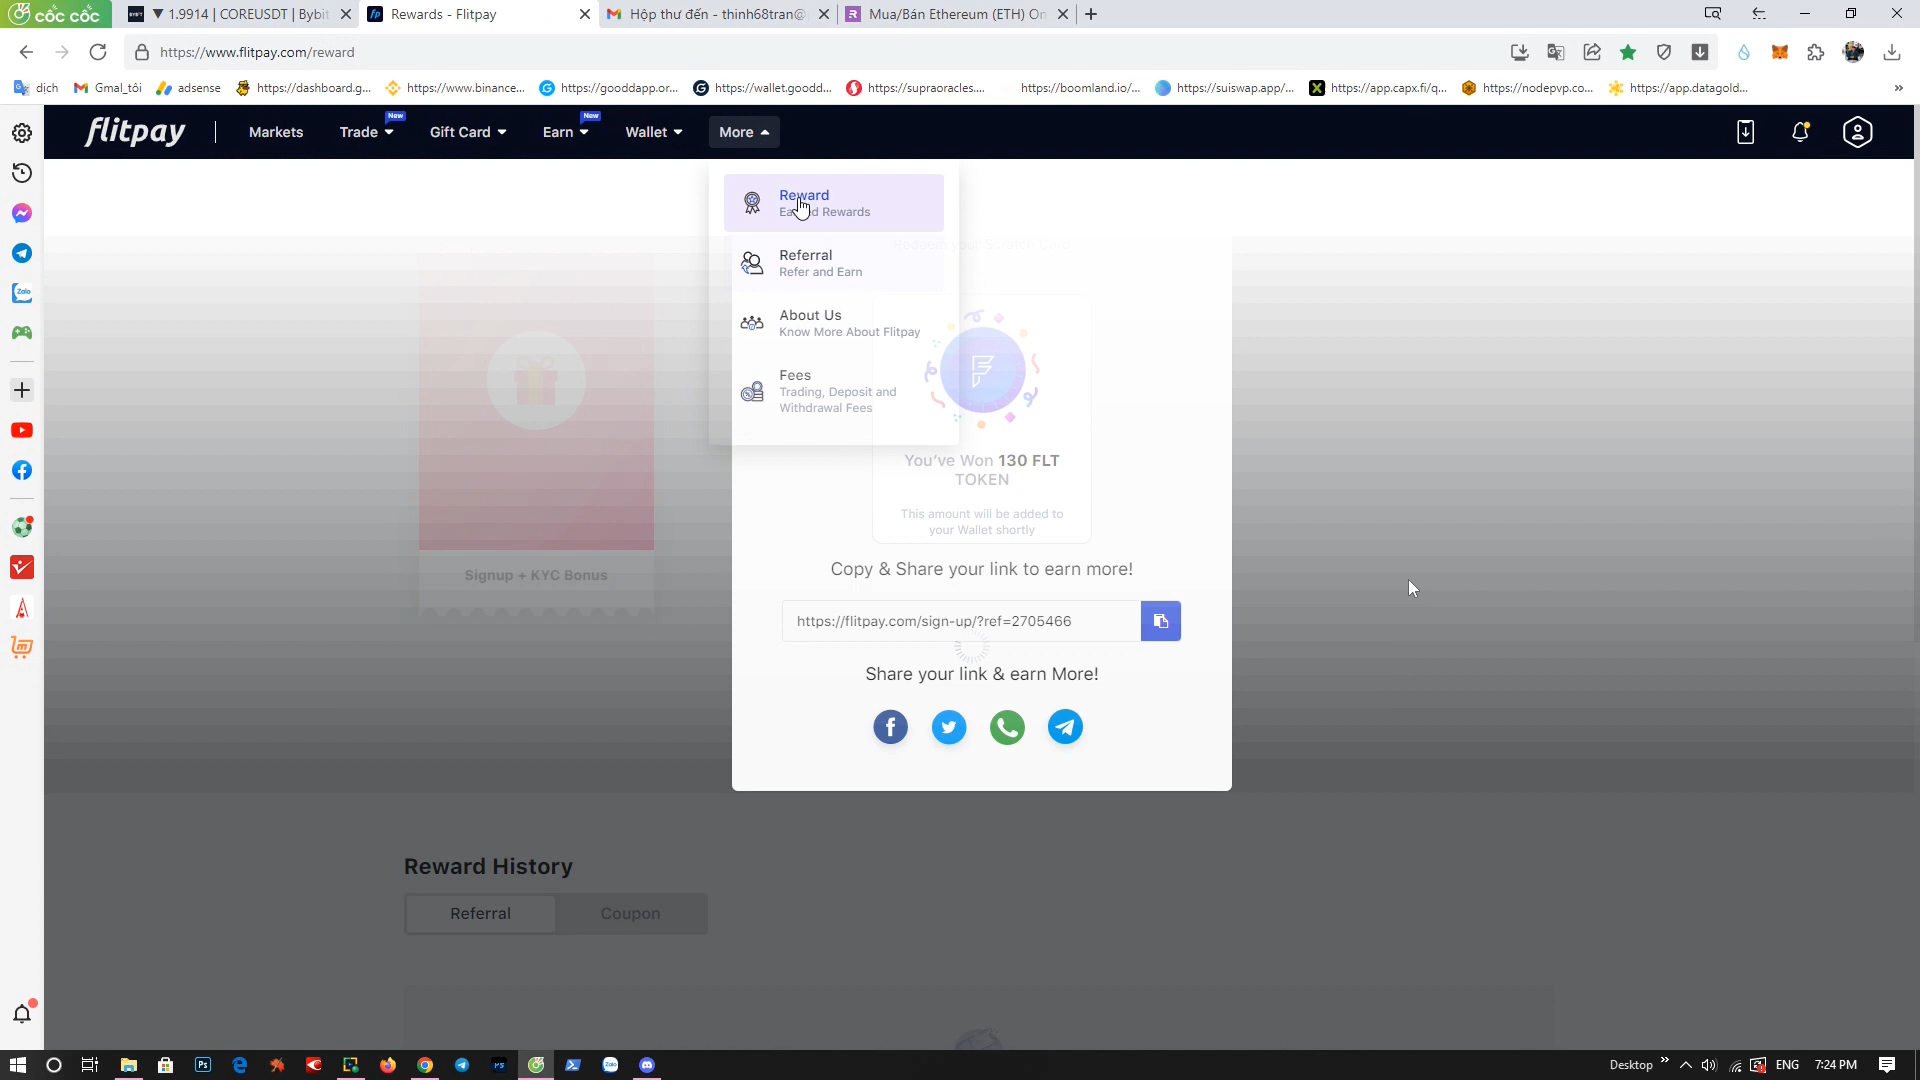 cốc cốc
▼ 1.9914 | COREUSDT | Bybit
Rewards - Flitpay
Hộp thư đến - thinh68tran@
Mua/Bán Ethereum (ETH) On
https://www.flitpay.com/reward
dịch
Gmal_tôi
adsense
https://dashboard.g...
https://www.binance...
https://gooddapp.or...
https://wallet.goodd...
https://supraoracles....
https://boomland.io/...
https://suiswap.app/...
https://app.capx.fi/q...
https://nodepvp.co...
https://app.datagold...
»
flitpay
Markets
Trade
New
Gift Card
Earn
New
Wallet
More
Reward
Rewards
Referral
Refer and Earn
About Us
Know More About Flitpay
Fees
Trading, Deposit and
Withdrawal Fees
You've Won 130 FLT
TOKEN
This amount will be added to
your Wallet shortly
Signup + KYC Bonus
Copy & Share your link to earn more!
https://flitpay.com/sign-up/?ref=2705466
Share your link & earn More!
Reward History
Referral
Coupon
Desktop
»
ENG
7:24 PM